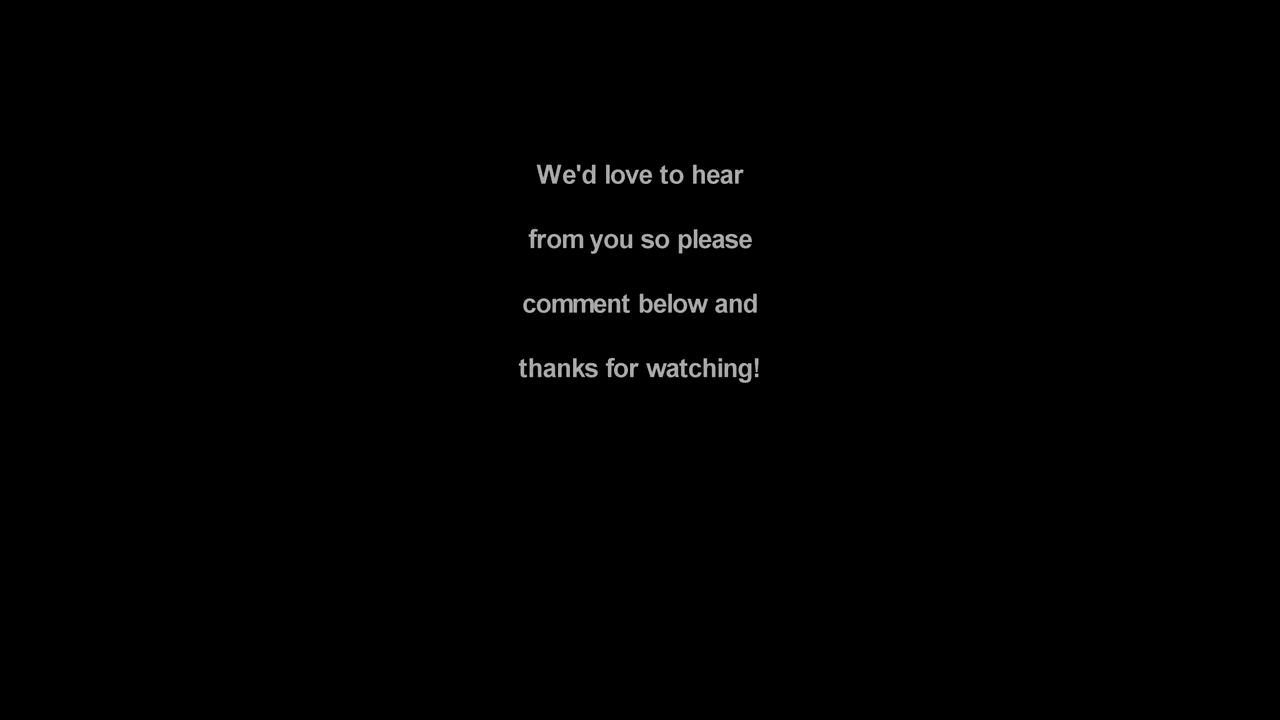 We'd love to hear
from you so please
comment below and
thanks for watching!